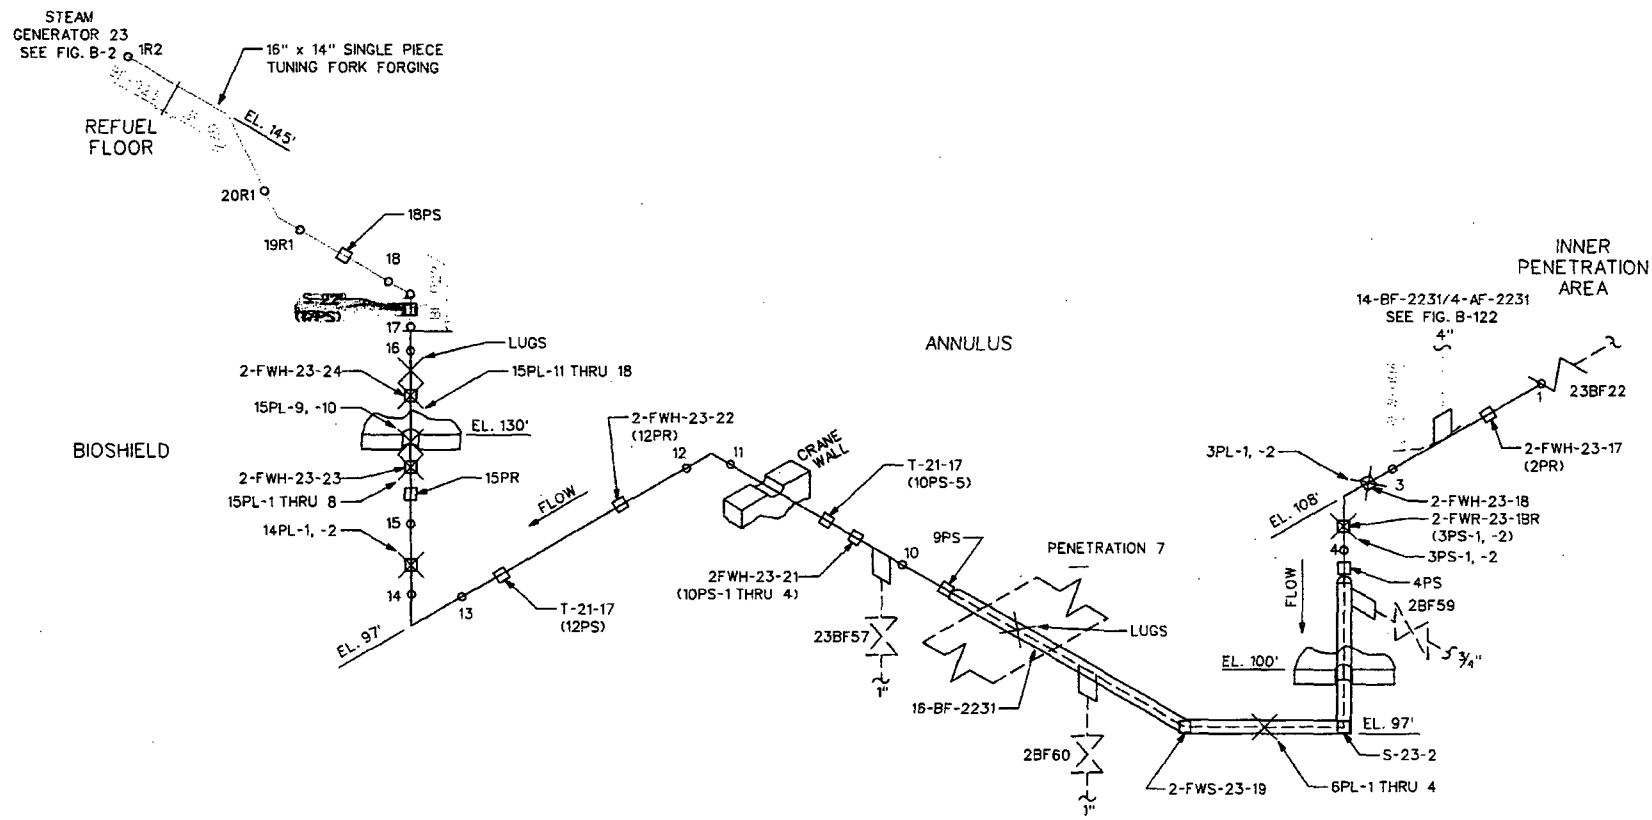 STEAM
GENERATOR 23
SEE FIG. B-2
1R2
16" x 14" SINGLE PIECE
TUNING FORK FORGING
REFUEL
FLOOR
EL. 145'
20R1
19R1
18PS
18
S-22
(17PS)
17
16
LUGS
2-FWH-23-24
15PL-11 THRU 18
15PL-9, -10
EL. 130'
BIOSHIELD
2-FWH-23-23
15PR
15PL-1 THRU 8
15
14PL-1, -2
14
EL. 97'
13
T-21-17
(12PS)
FLOW
2-FWH-23-22
(12PR)
12
11
CRANE
WALL
ANNULUS
T-21-17
(10PS-5)
2FWH-23-21
(10PS-1 THRU 4)
10
9PS
23BF57
1"
PENETRATION 7
LUGS
16-BF-2231
2BF60
1"
2-FWS-23-19
6PL-1 THRU 4
S-23-2
EL. 97'
EL. 100'
FLOW
INNER
PENETRATION
AREA
14-BF-2231/4-AF-2231
SEE FIG. B-122
4"
1
23BF22
2-FWH-23-17
(2PR)
3PL-1, -2
3
2-FWH-23-18
2-FWR-23-18R
(3PS-1, -2)
3PS-1, -2
EL. 108'
4
4PS
2BF59
3/4"